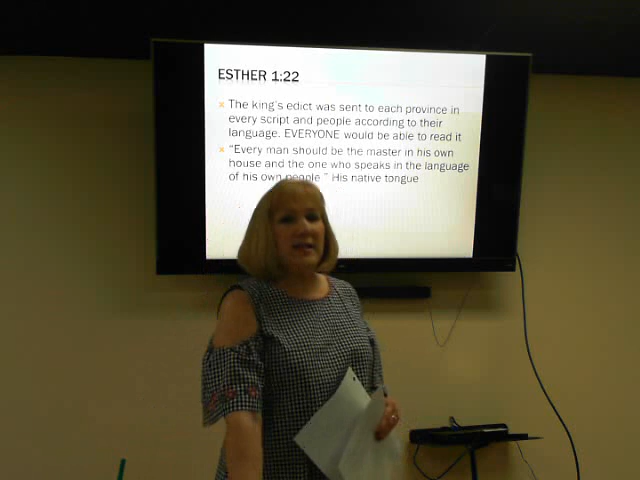 ESTHER 1:22
× The king's edict was sent to each province in
every script and people according to their
language. EVERYONE would be able to read it
× "Every man should be the master in his own
house and the one who speaks in the language
of his own people." His native tongue